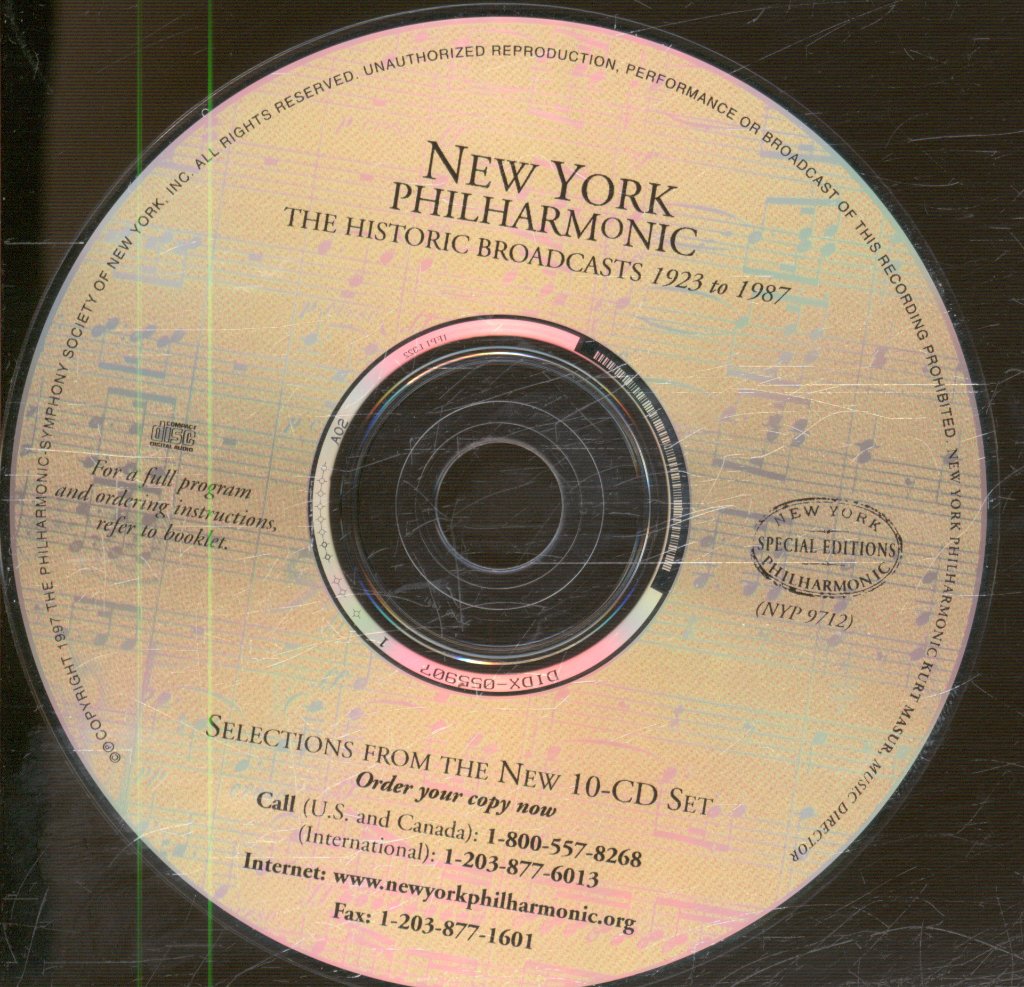 NEW YORK
PHILHARMONIC
THE HISTORIC BROADCASTS 1923 to 1987
COMPACT
disc
DIGITAL AUDIO
For a full program
and ordering instructions,
refer to booklet.
NEW YORK
SPECIAL EDITIONS
PHILHARMONIC
(NYP 9712)
SELECTIONS FROM THE NEW 10-CD SET
Order your copy now
Call (U.S. and Canada): 1-800-557-8268
(International): 1-203-877-6013
Internet: www.newyorkphilharmonic.org
Fax: 1-203-877-1601
©℗COPYRIGHT 1997 THE PHILHARMONIC-SYMPHONY SOCIETY OF NEW YORK, INC. ALL RIGHTS RESERVED. UNAUTHORIZED REPRODUCTION, PERFORMANCE OR BROADCAST OF THIS RECORDING PROHIBITED. NEW YORK PHILHARMONIC KURT MASUR, MUSIC DIRECTOR
DIDX-055907
1
A02